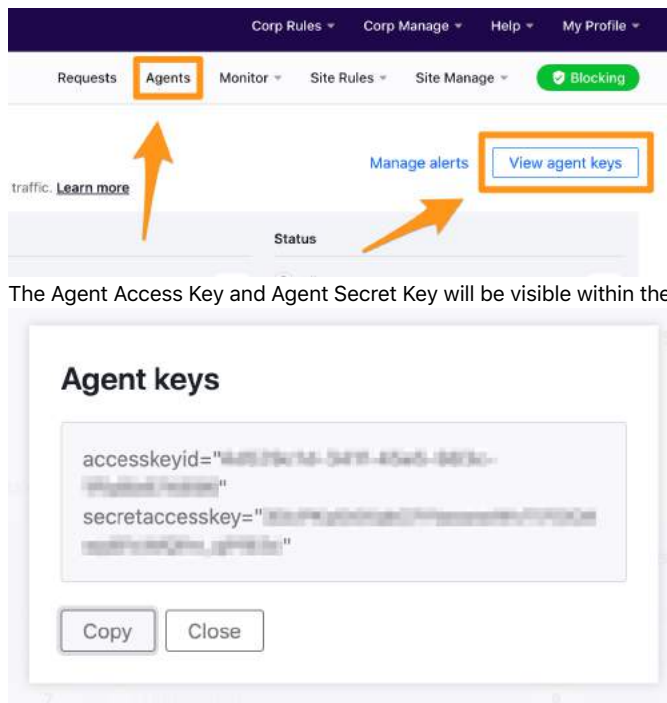 Corp Rules Corp Manage Help My Profile
Requests Agents Monitor Site Rules Site Manage Blocking
Manage alerts View agent keys
traffic. Learn more
Status
The Agent Access Key and Agent Secret Key will be visible within the
Agent keys
accesskeyid="
"
secretaccesskey="
"
Copy Close